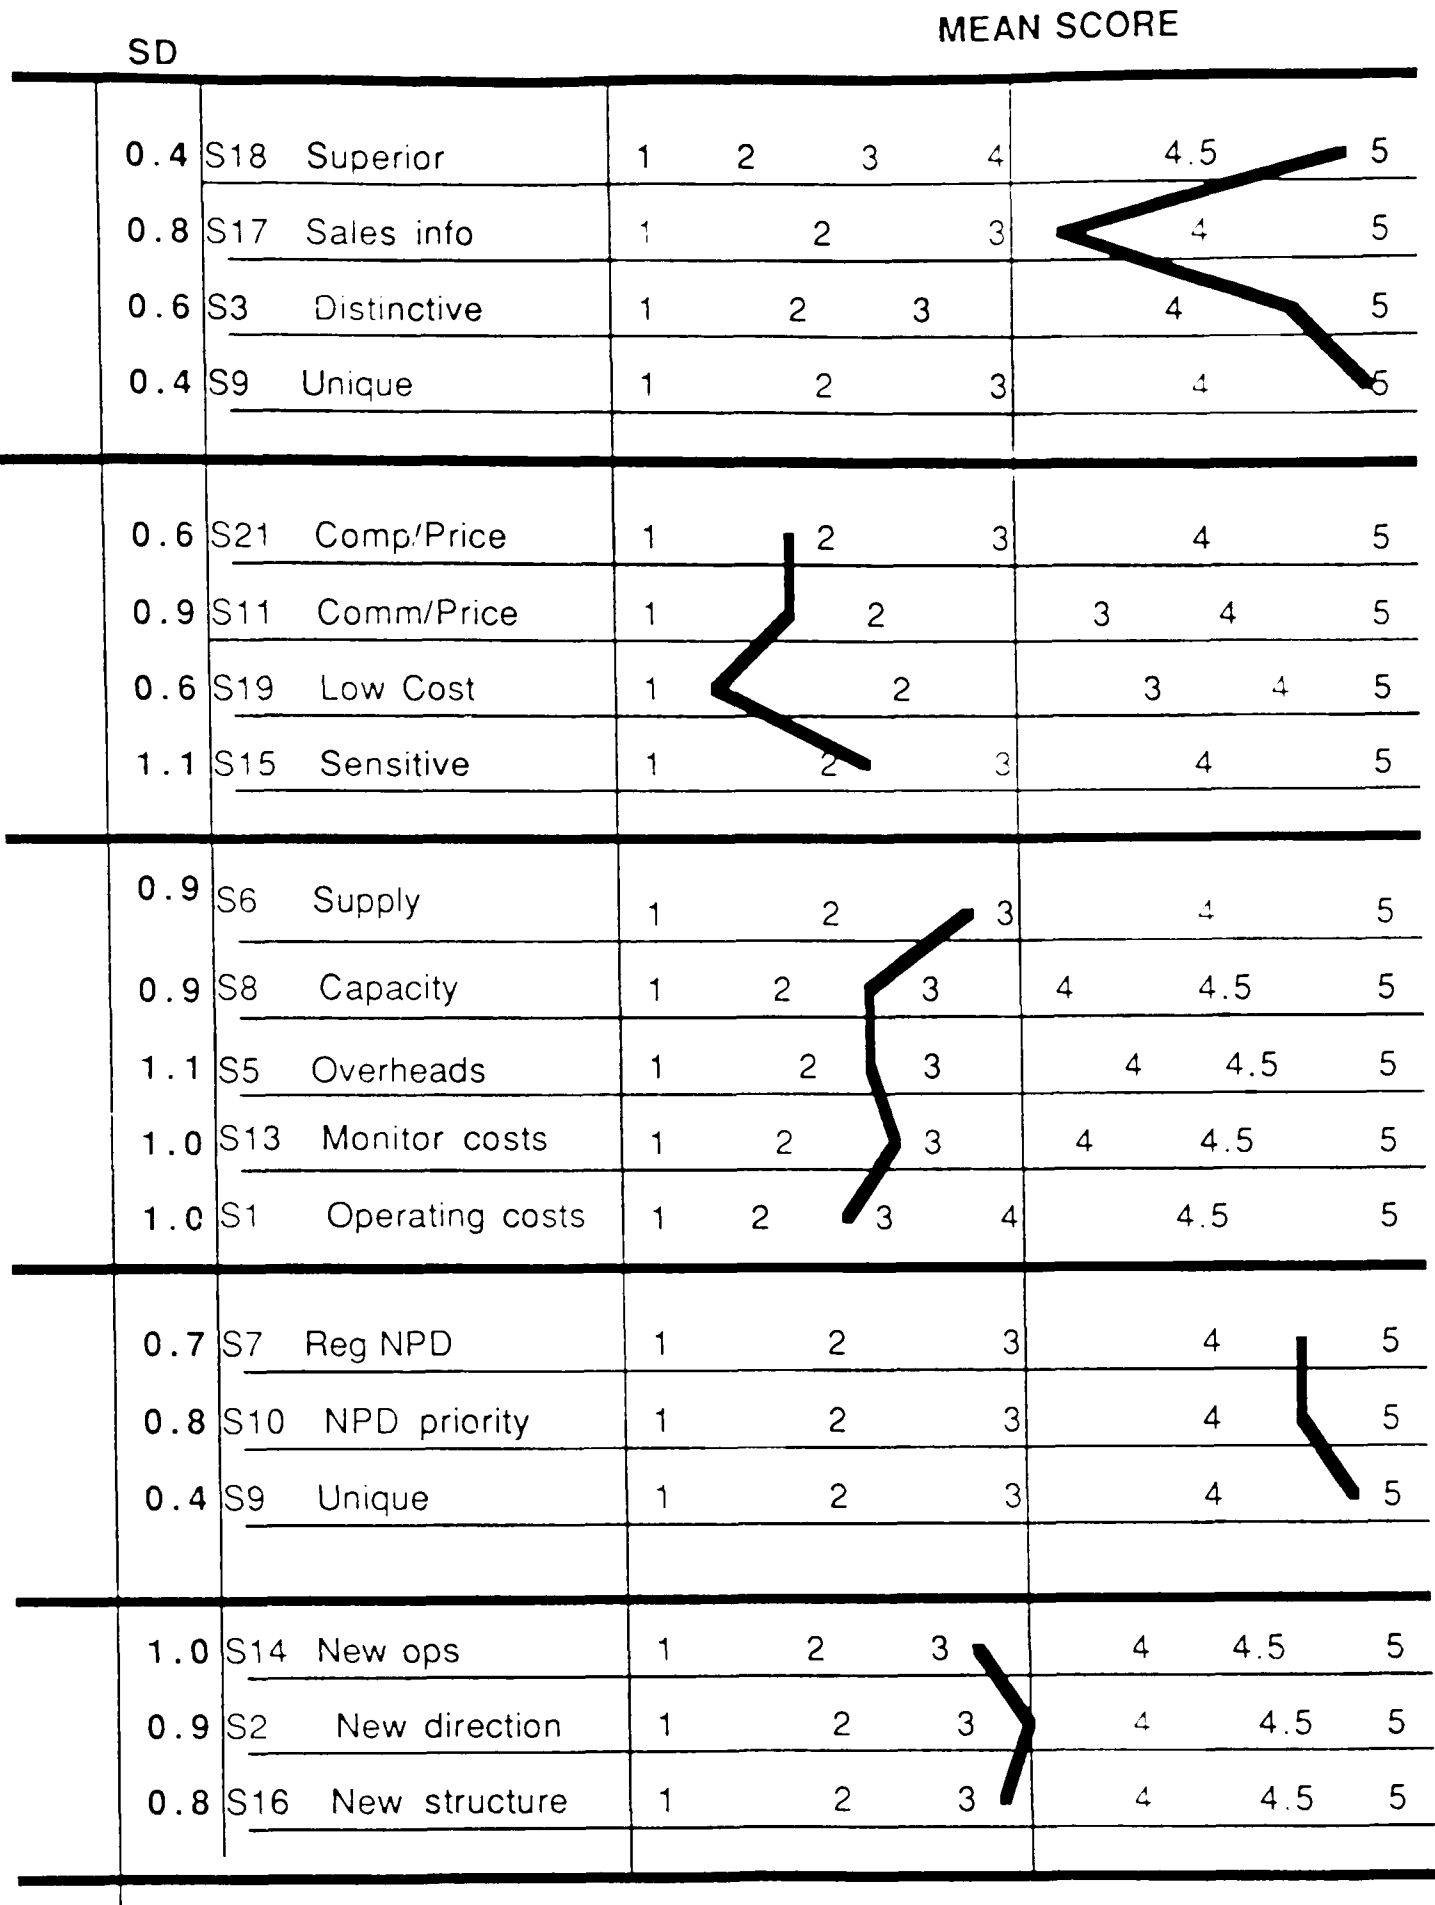 MEAN SCORE
SD
0.4 S18 Superior 1 2 3 4 4.5 5
0.8 S17 Sales info 1 2 3 4 5
0.6 S3 Distinctive 1 2 3 4 5
0.4 S9 Unique 1 2 3 4 5
0.6 S21 Comp/Price 1 2 3 4 5
0.9 S11 Comm/Price 1 2 3 4 5
0.6 S19 Low Cost 1 2 3 4 5
1.1 S15 Sensitive 1 2 3 4 5
0.9 S6 Supply 1 2 3 4 5
0.9 S8 Capacity 1 2 3 4 4.5 5
1.1 S5 Overheads 1 2 3 4 4.5 5
1.0 S13 Monitor costs 1 2 3 4 4.5 5
1.0 S1 Operating costs 1 2 3 4 4.5 5
0.7 S7 Reg NPD 1 2 3 4 5
0.8 S10 NPD priority 1 2 3 4 5
0.4 S9 Unique 1 2 3 4 5
1.0 S14 New ops 1 2 3 4 4.5 5
0.9 S2 New direction 1 2 3 4 4.5 5
0.8 S16 New structure 1 2 3 4 4.5 5